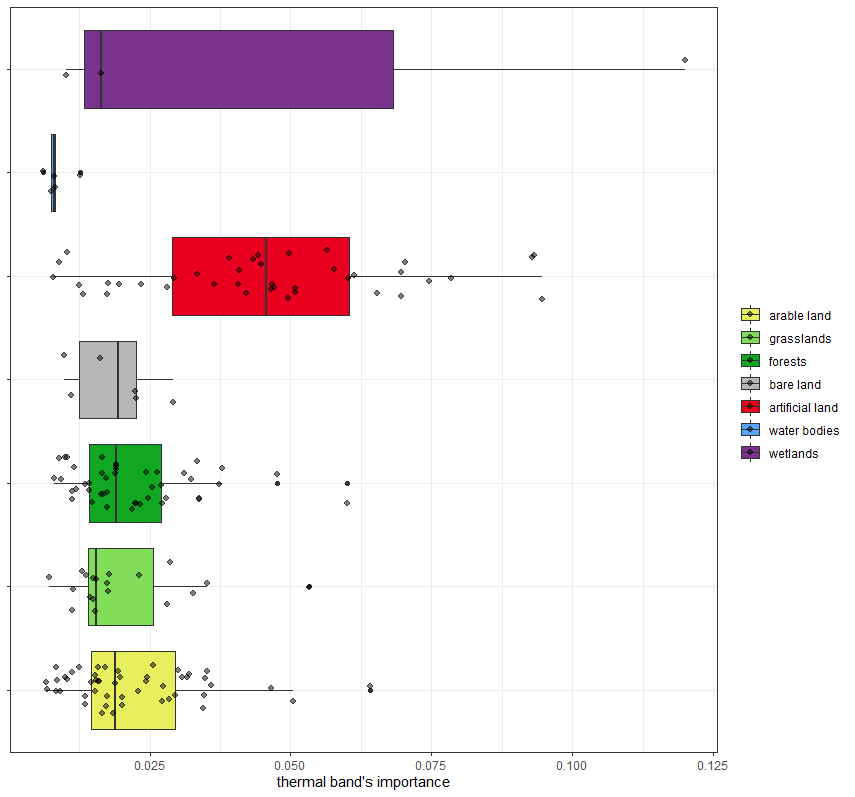 arable land
grasslands
forests
bare land
artificial land
water bodies
wetlands
0.025 0.050 0.075 0.100 0.125
thermal band's importance